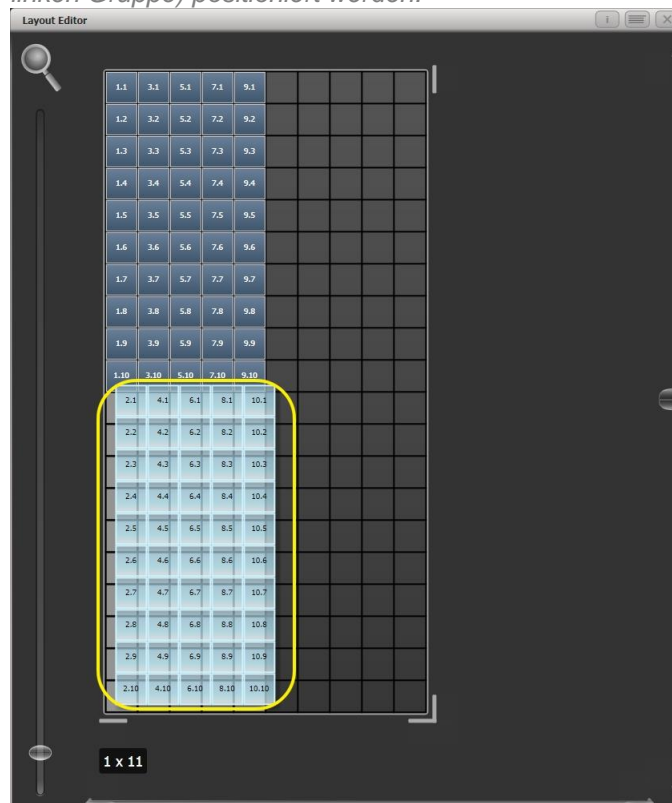 linken Gruppe) positioniert werden.
Layout Editor
1.1 3.1 5.1 7.1 9.1
1.2 3.2 5.2 7.2 9.2
1.3 3.3 5.3 7.3 9.3
1.4 3.4 5.4 7.4 9.4
1.5 3.5 5.5 7.5 9.5
1.6 3.6 5.6 7.6 9.6
1.7 3.7 5.7 7.7 9.7
1.8 3.8 5.8 7.8 9.8
1.9 3.9 5.9 7.9 9.9
1.10 3.10 5.10 7.10 9.10
2.1 4.1 6.1 8.1 10.1
2.2 4.2 6.2 8.2 10.2
2.3 4.3 6.3 8.3 10.3
2.4 4.4 6.4 8.4 10.4
2.5 4.5 6.5 8.5 10.5
2.6 4.6 6.6 8.6 10.6
2.7 4.7 6.7 8.7 10.7
2.8 4.8 6.8 8.8 10.8
2.9 4.9 6.9 8.9 10.9
2.10 4.10 6.10 8.10 10.10
1 x 11